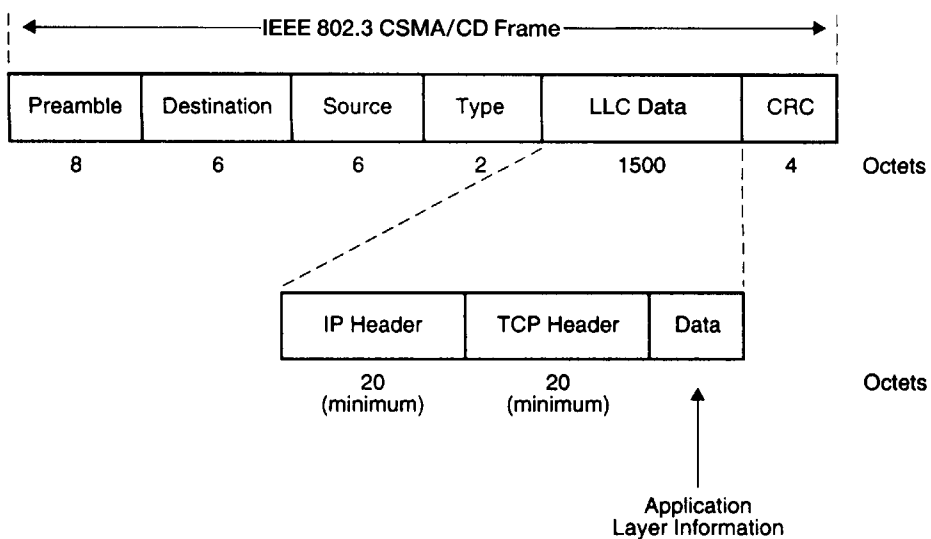 IEEE 802.3 CSMA/CD Frame
Preamble Destination Source Type LLC Data CRC
8 6 6 2 1500 4 Octets
IP Header TCP Header Data
20 20 Octets
(minimum) (minimum)
Application
Layer Information